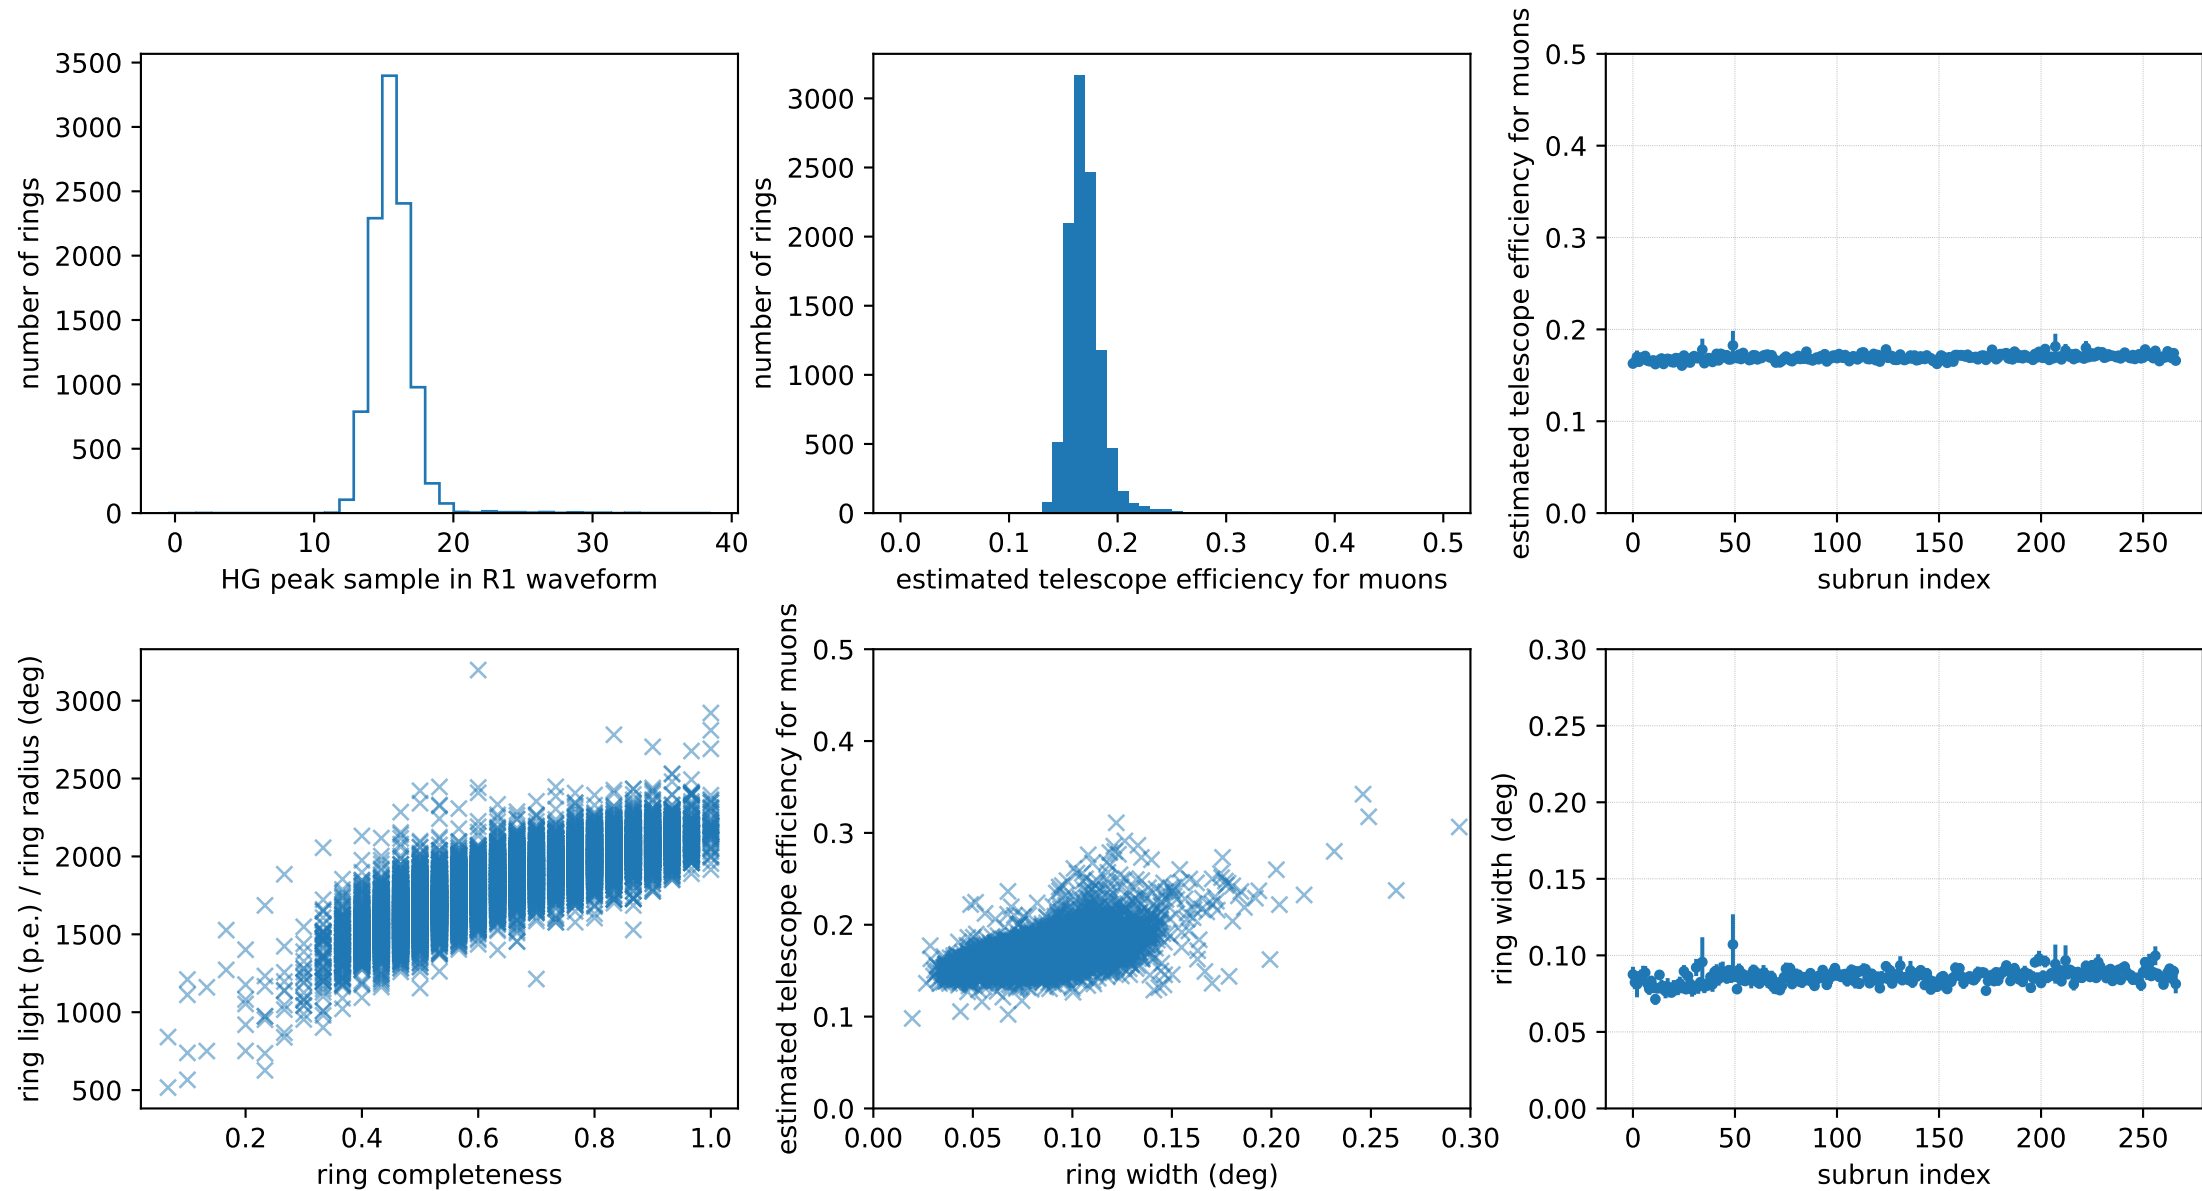 3500
3000
2500
2000
1500
1000
500
0
number of rings
0 10 20 30 40
HG peak sample in R1 waveform
3000
2500
2000
1500
1000
500
0
number of rings
0.0 0.1 0.2 0.3 0.4 0.5
estimated telescope efficiency for muons
0.5
0.4
0.3
0.2
0.1
0.0
estimated telescope efficiency for muons
0 50 100 150 200 250
subrun index
3000
2500
2000
1500
1000
500
ring light (p.e.) / ring radius (deg)
0.2 0.4 0.6 0.8 1.0
ring completeness
0.5
0.4
0.3
0.2
0.1
0.0
estimated telescope efficiency for muons
0.00 0.05 0.10 0.15 0.20 0.25 0.30
ring width (deg)
0.30
0.25
0.20
0.15
0.10
0.05
0.00
ring width (deg)
0 50 100 150 200 250
subrun index